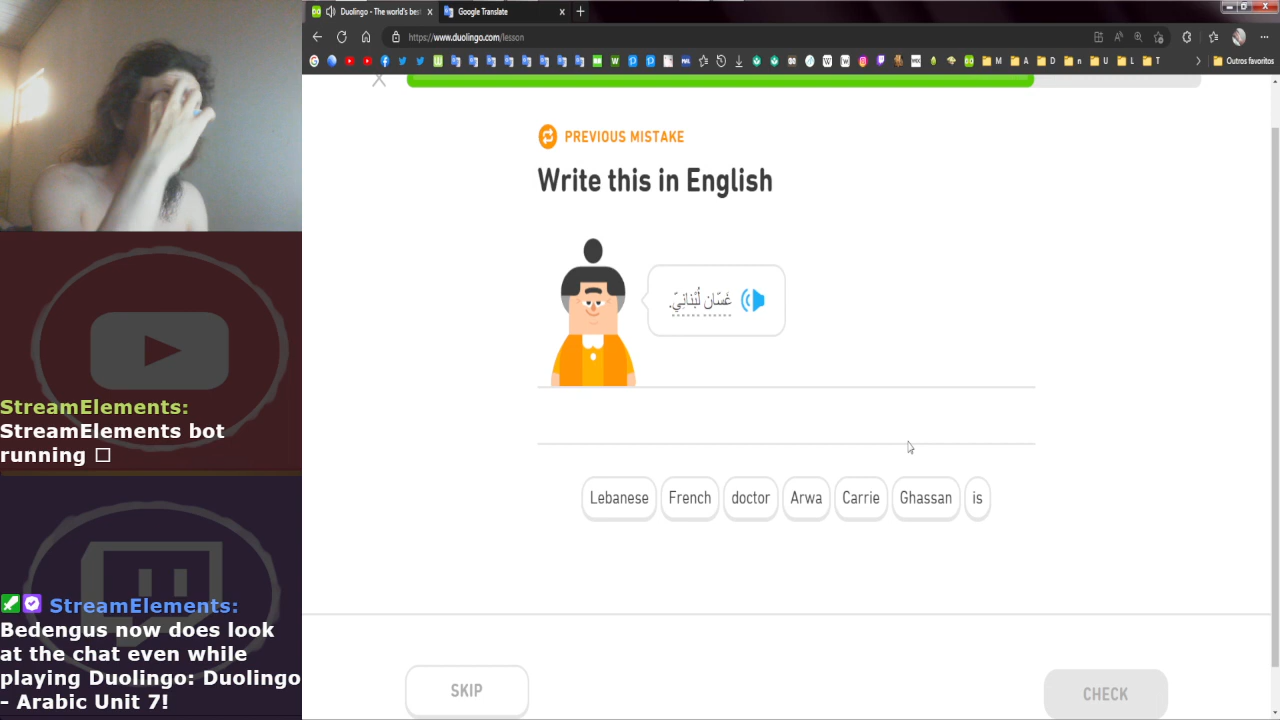 Duolingo - The world's bes
Google Translate
https://www.duolingo.com/lesson
M
A
D
n
U
L
T
Outros favoritos
PREVIOUS MISTAKE
Write this in English
غَسّان لُبْنانِيّ.
Lebanese French doctor Arwa Carrie Ghassan is
SKIP
CHECK
StreamElements:
StreamElements bot
running □
StreamElements:
Bedengus now does look
at the chat even while
playing Duolingo: Duolingo
- Arabic Unit 7!